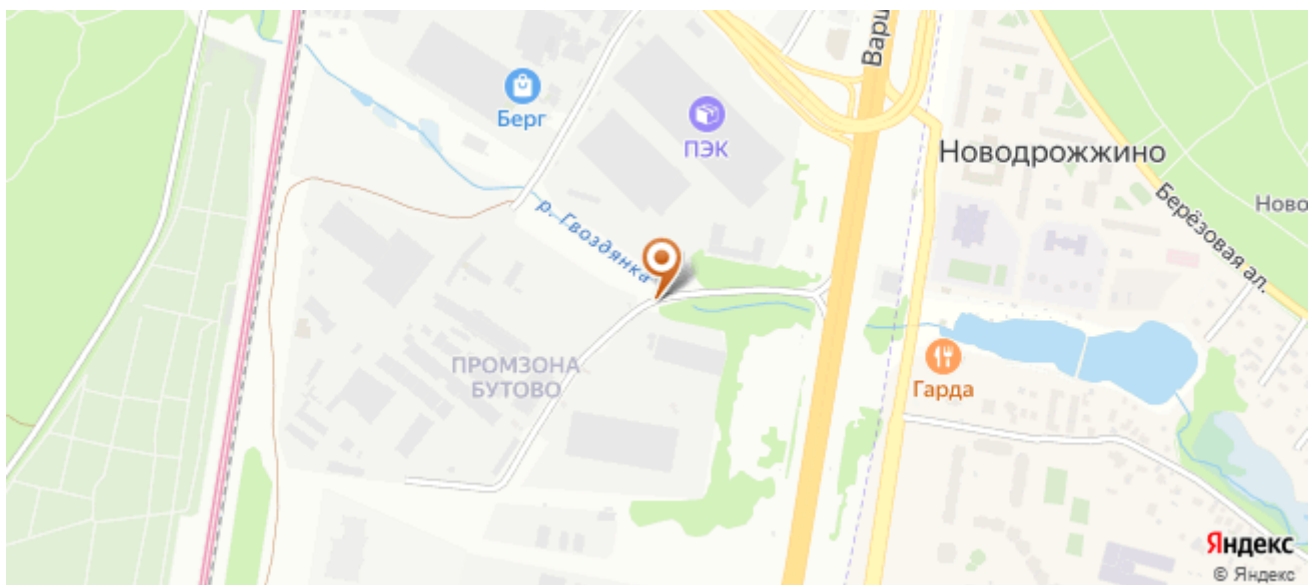 Варш
Берг
ПЭК
Новодрожжино
Берёзовая ал.
Ново
р. Гвоздянка
ПРОМЗОНА
БУТОВО
Гарда
Яндекс
© Яндекс